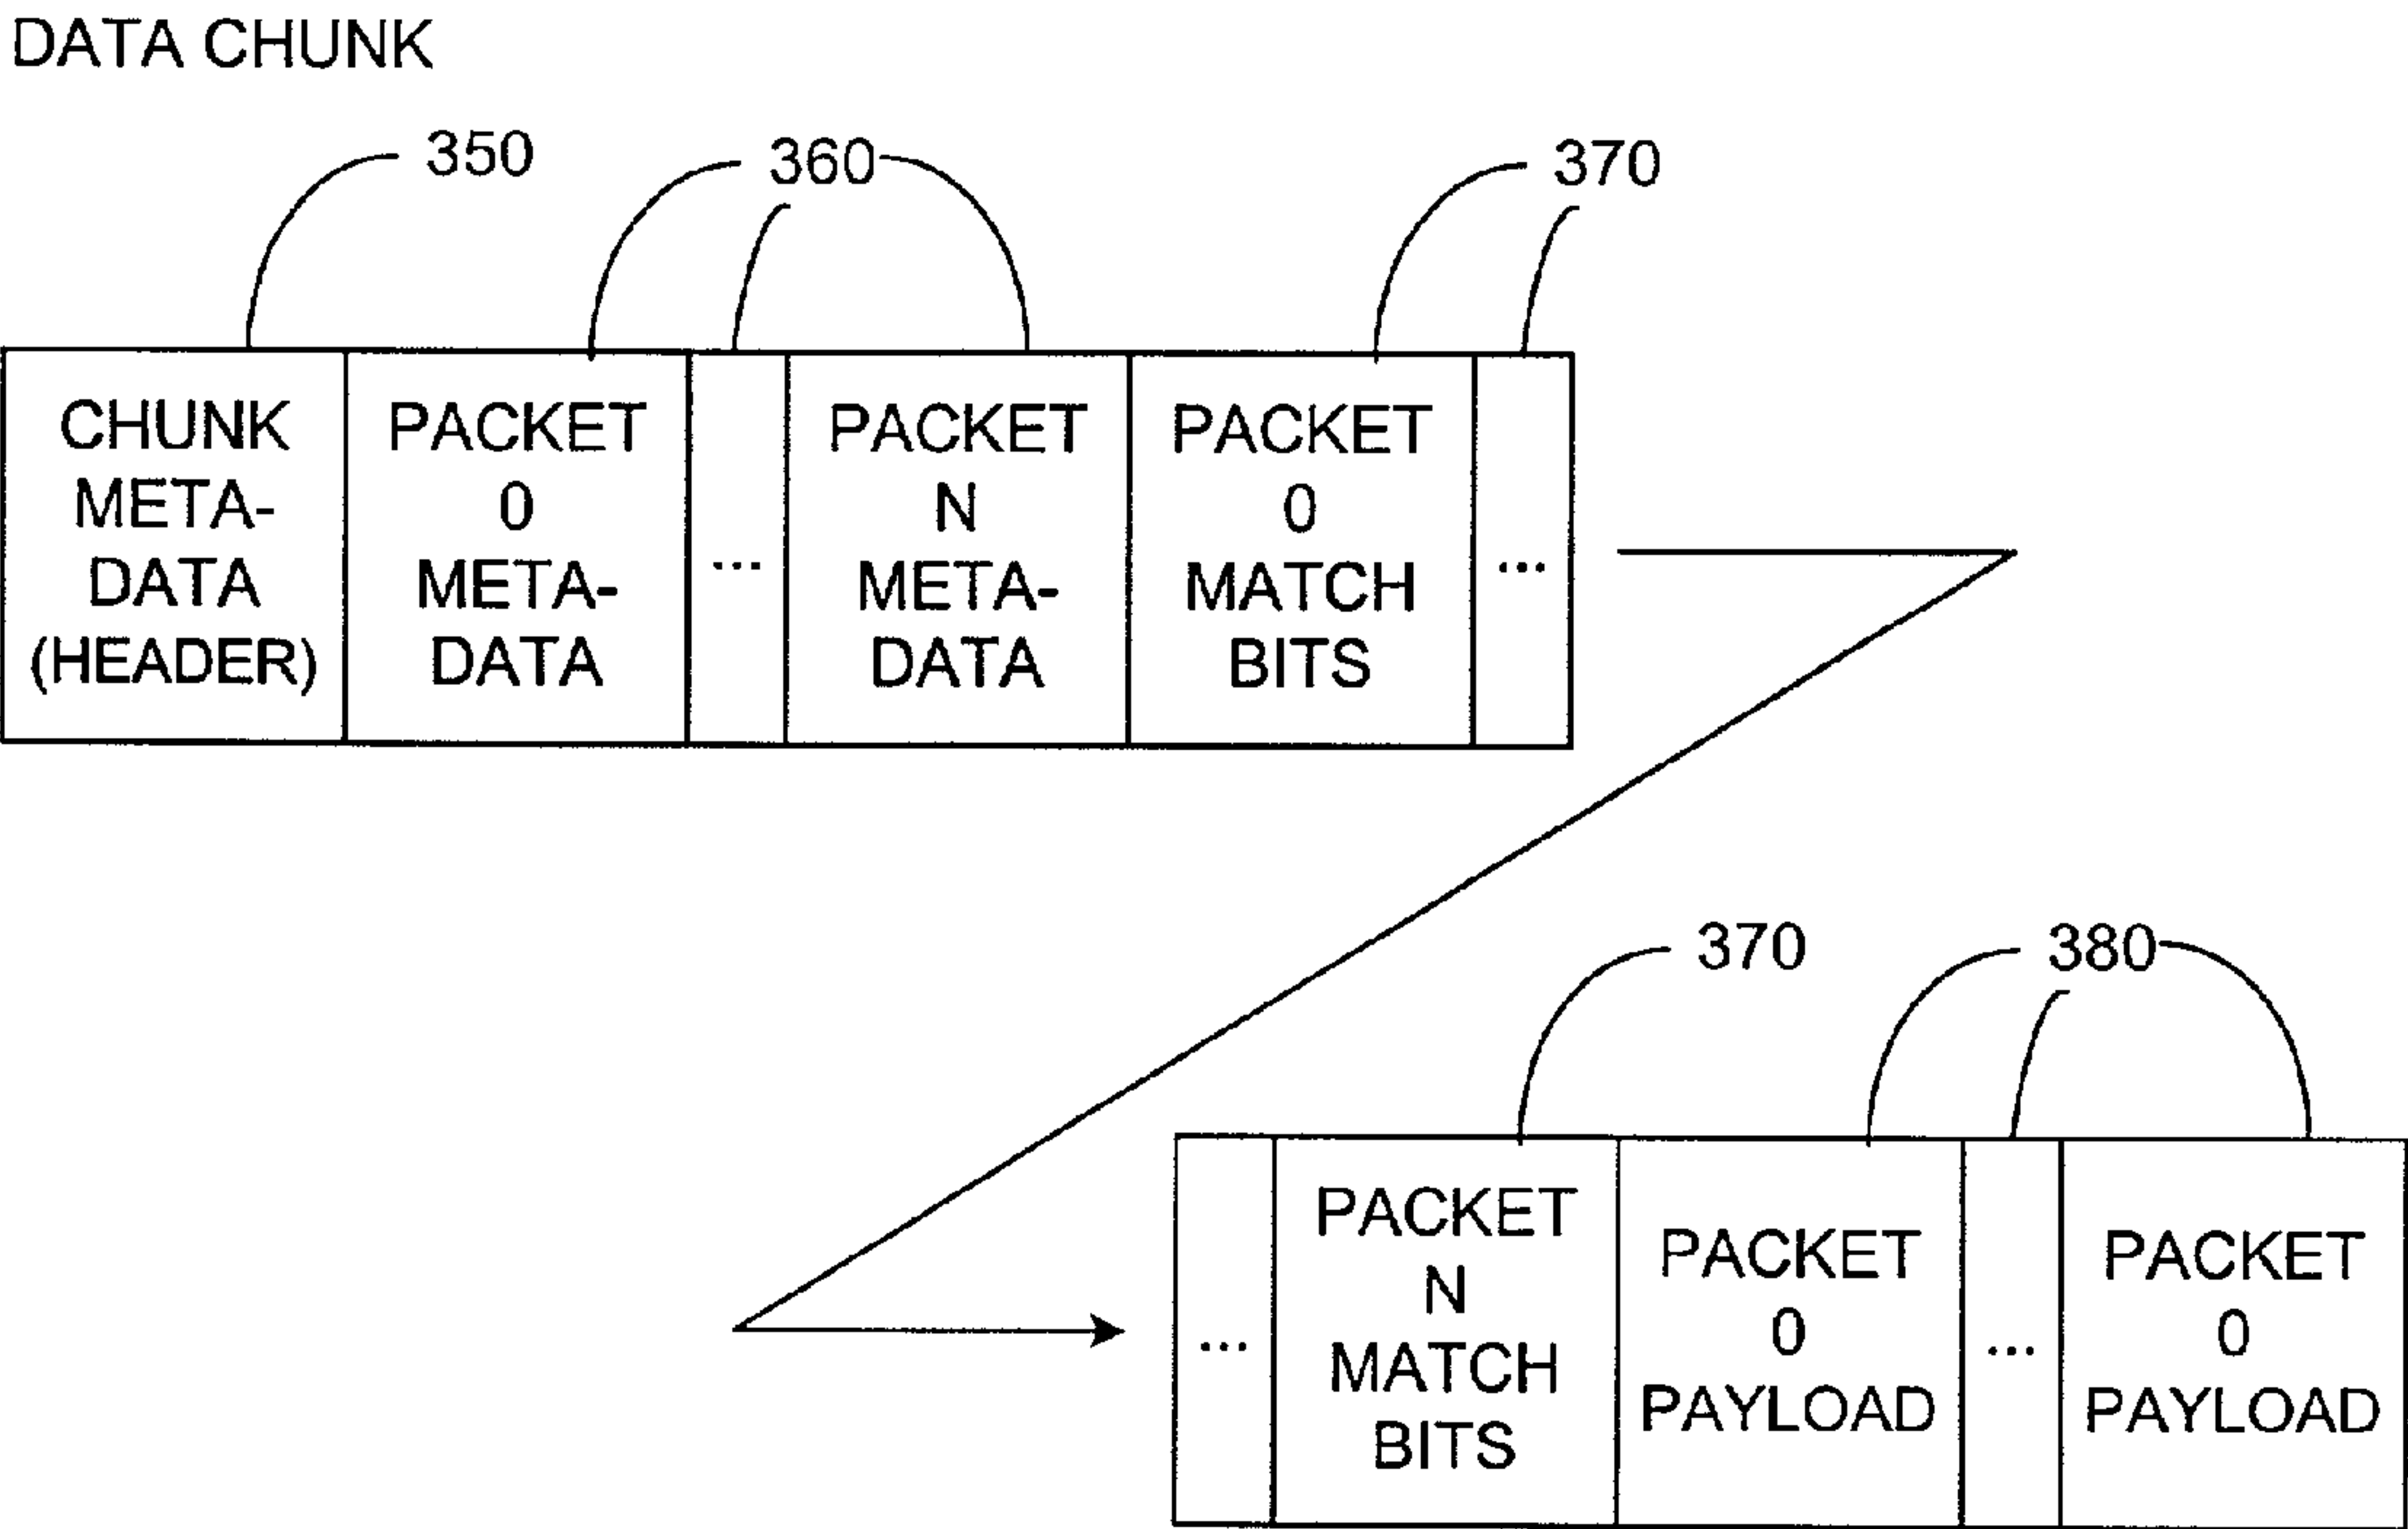 DATA CHUNK
350
360
370
CHUNK
META-
DATA
(HEADER)
PACKET
0
META-
DATA
...
PACKET
N
META-
DATA
PACKET
0
MATCH
BITS
...
370
380
...
PACKET
N
MATCH
BITS
PACKET
0
PAYLOAD
...
PACKET
0
PAYLOAD